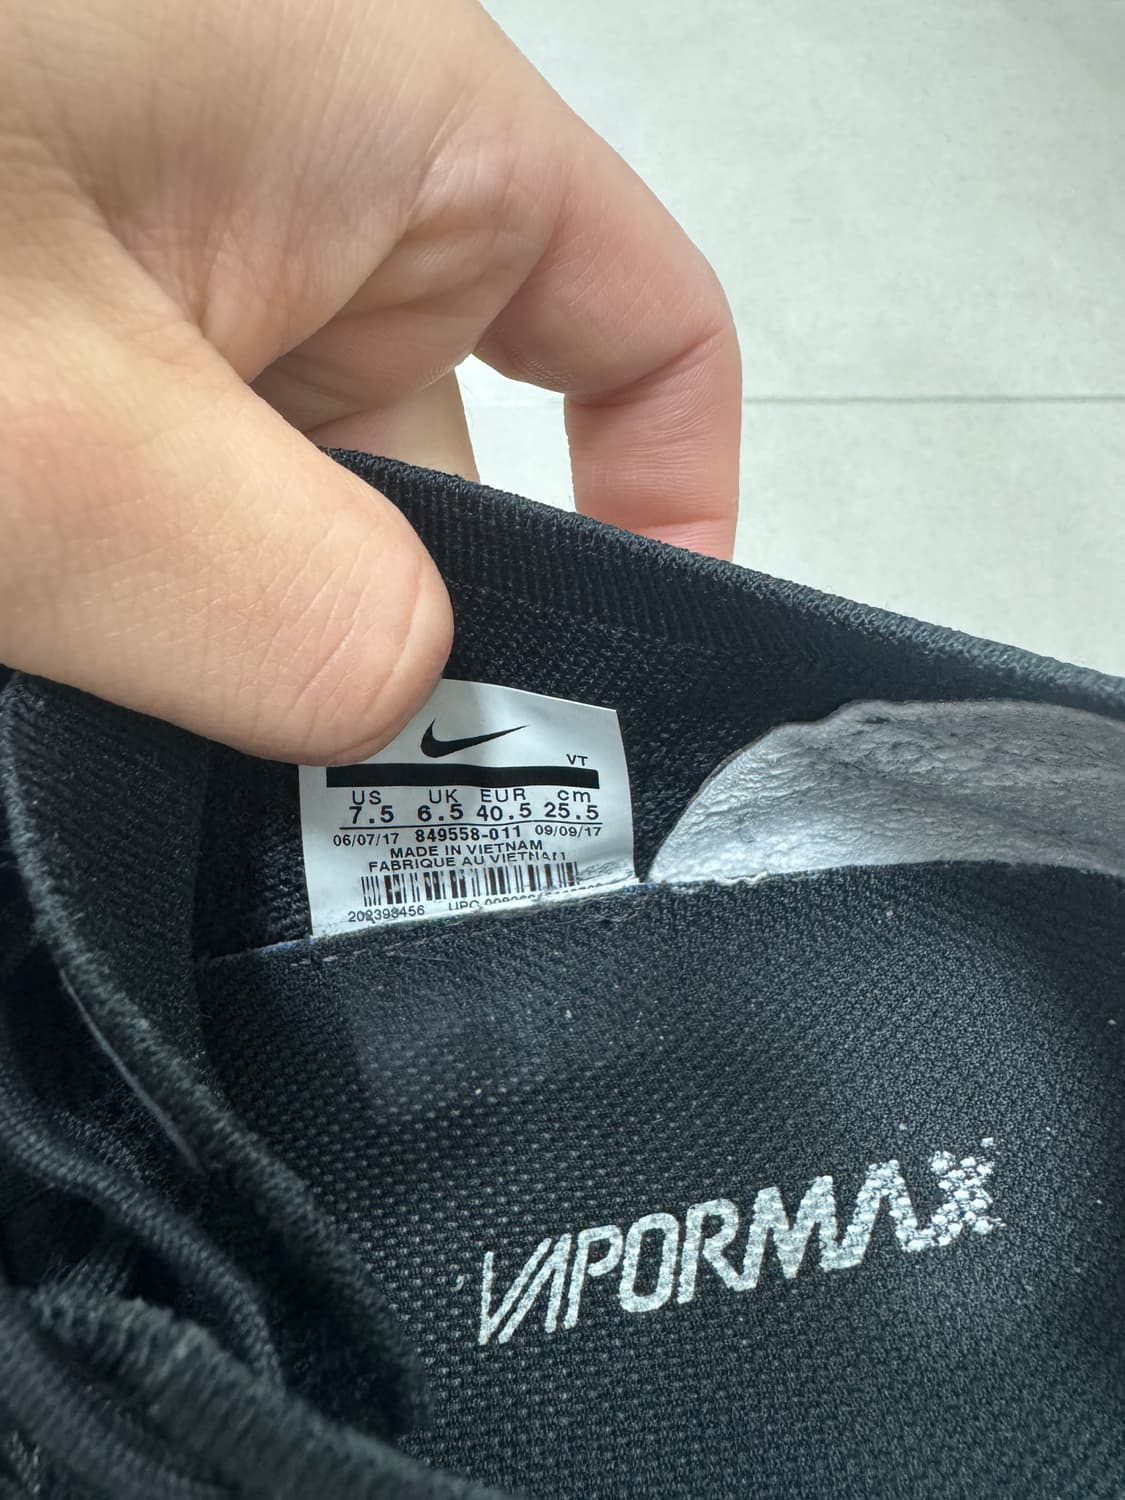 VT
US UK EUR cm
7.5 6.5 40.5 25.5
06/07/17 849558-011 09/09/17
MADE IN VIETNAM
FABRIQUE AU VIETNAM
202398456 UPC
VAPORMAX